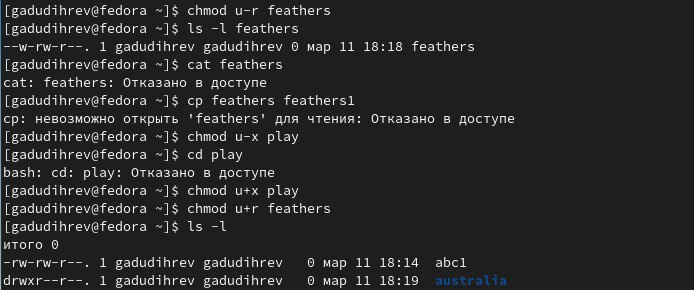 [gadudihrev@fedora ~]$ chmod u-r feathers
[gadudihrev@fedora ~]$ ls -l feathers
--w-rw-r--. 1 gadudihrev gadudihrev 0 мар 11 18:18 feathers
[gadudihrev@fedora ~]$ cat feathers
cat: feathers: Отказано в доступе
[gadudihrev@fedora ~]$ cp feathers feathers1
cp: невозможно открыть 'feathers' для чтения: Отказано в доступе
[gadudihrev@fedora ~]$ chmod u-x play
[gadudihrev@fedora ~]$ cd play
bash: cd: play: Отказано в доступе
[gadudihrev@fedora ~]$ chmod u+x play
[gadudihrev@fedora ~]$ chmod u+r feathers
[gadudihrev@fedora ~]$ ls -l
итого 0
-rw-rw-r--. 1 gadudihrev gadudihrev   0 мар 11 18:14  abc1
drwxr--r--. 1 gadudihrev gadudihrev   0 мар 11 18:19  australia